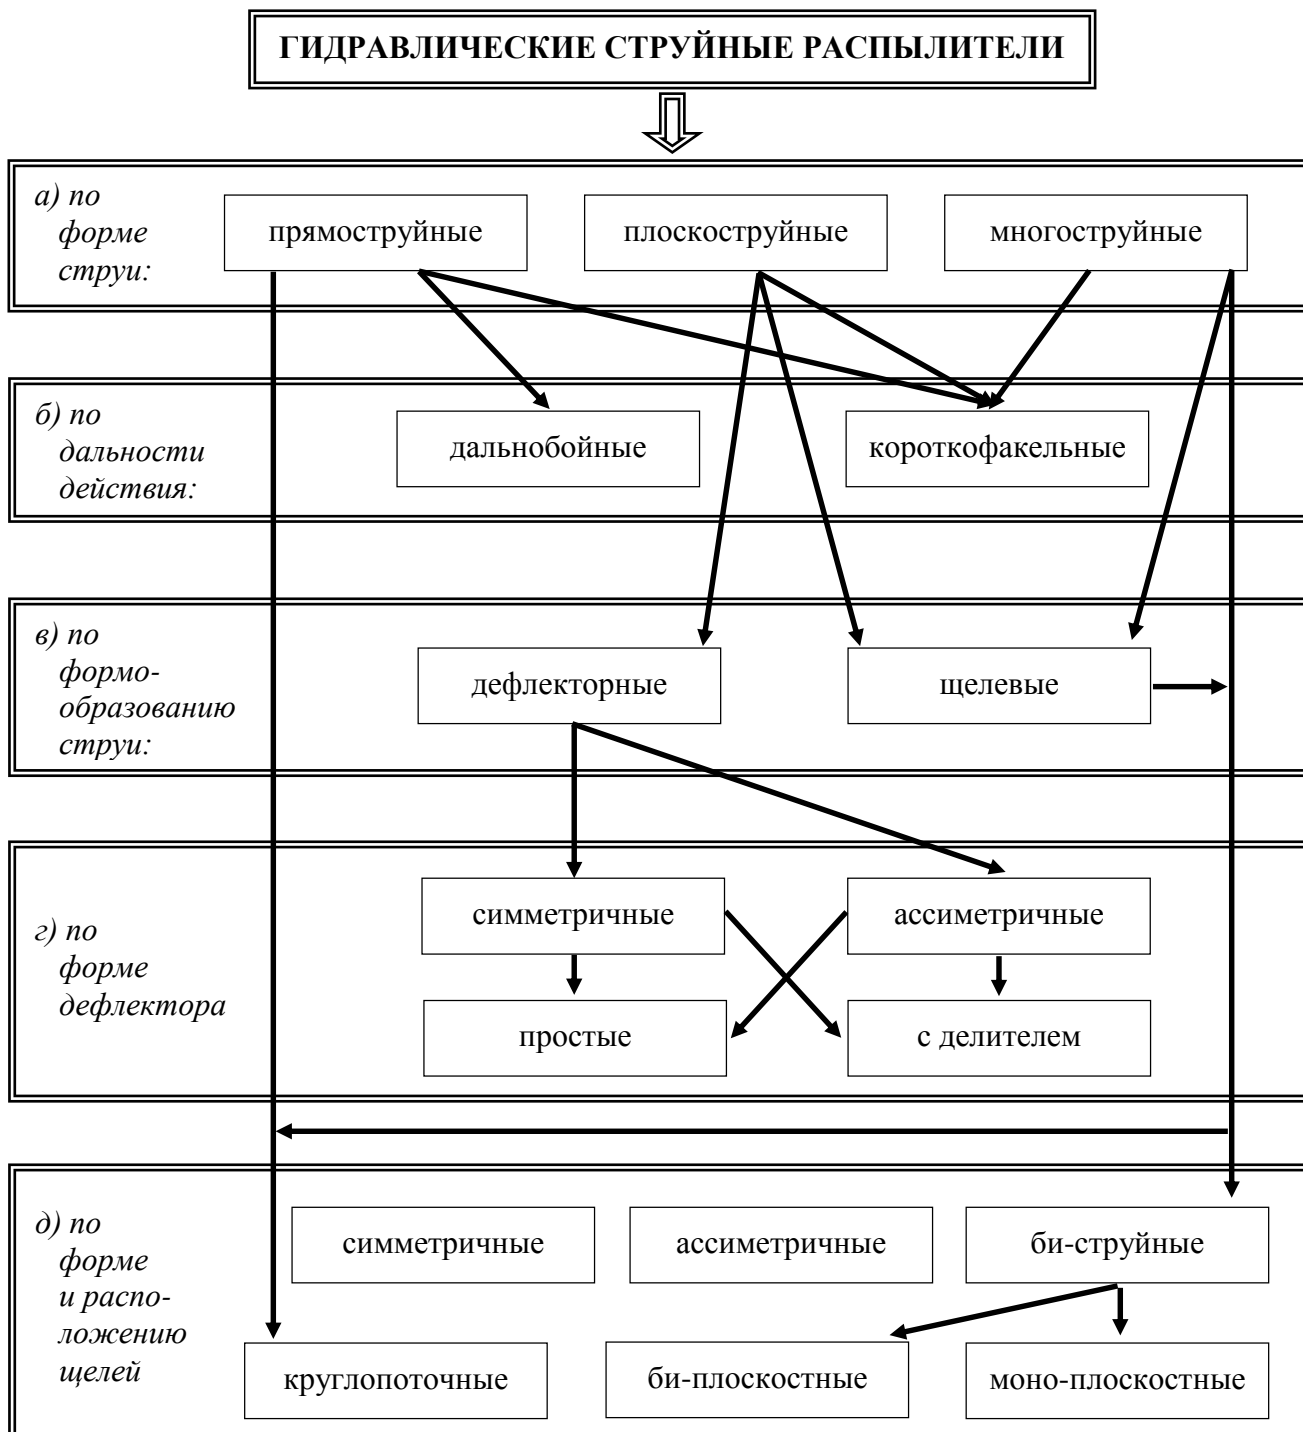 ГИДРАВЛИЧЕСКИЕ СТРУЙНЫЕ РАСПЫЛИТЕЛИ
а) по
форме
струи:
прямоструйные
плоскоструйные
многоструйные
б) по
дальности
действия:
дальнобойные
короткофакельные
в) по
формо-
образованию
струи:
дефлекторные
щелевые
г) по
форме
дефлектора
симметричные
ассиметричные
простые
с делителем
д) по
форме
и распо-
ложению
щелей
симметричные
ассиметричные
би-струйные
круглопоточные
би-плоскостные
моно-плоскостные